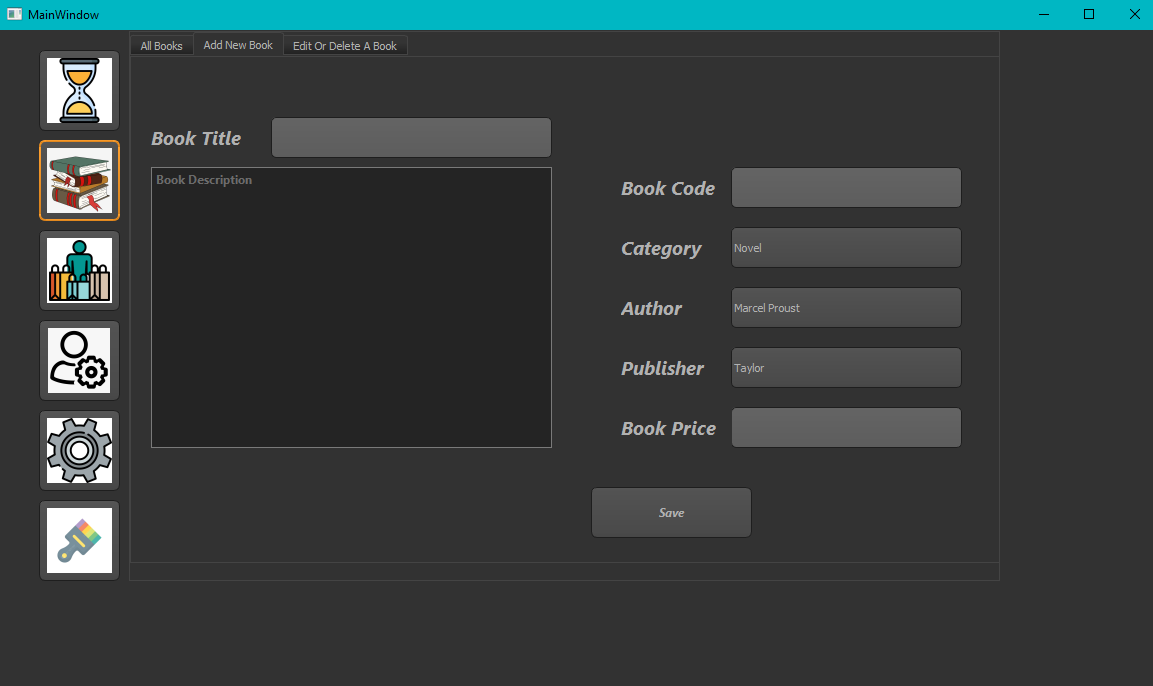 MainWindow
All Books
Add New Book
Edit Or Delete A Book
Book Title
Book Description
Book Code
Category
Novel
Author
Marcel Proust
Publisher
Taylor
Book Price
Save